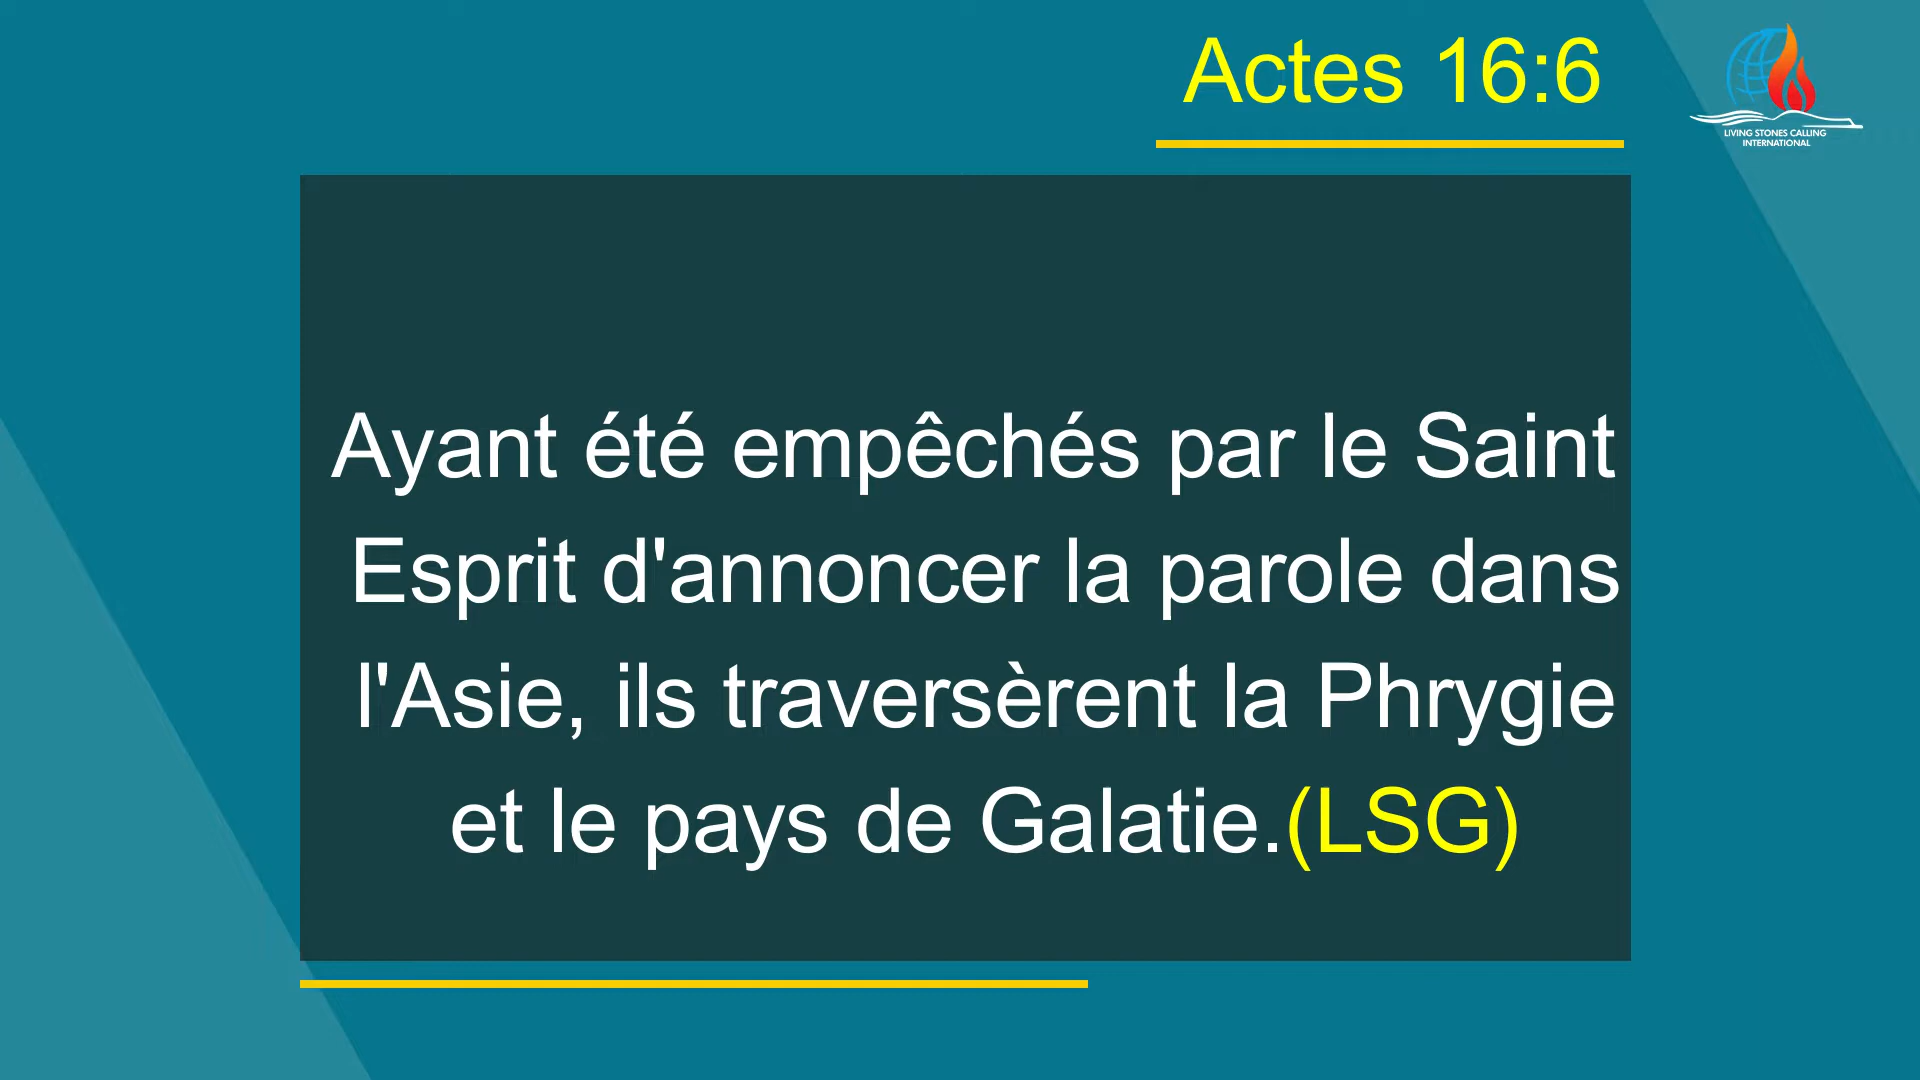 Actes 16:6
LIVING STONES CALLING
INTERNATIONAL
Ayant été empêchés par le Saint
Esprit d'annoncer la parole dans
l'Asie, ils traversèrent la Phrygie
et le pays de Galatie.(LSG)